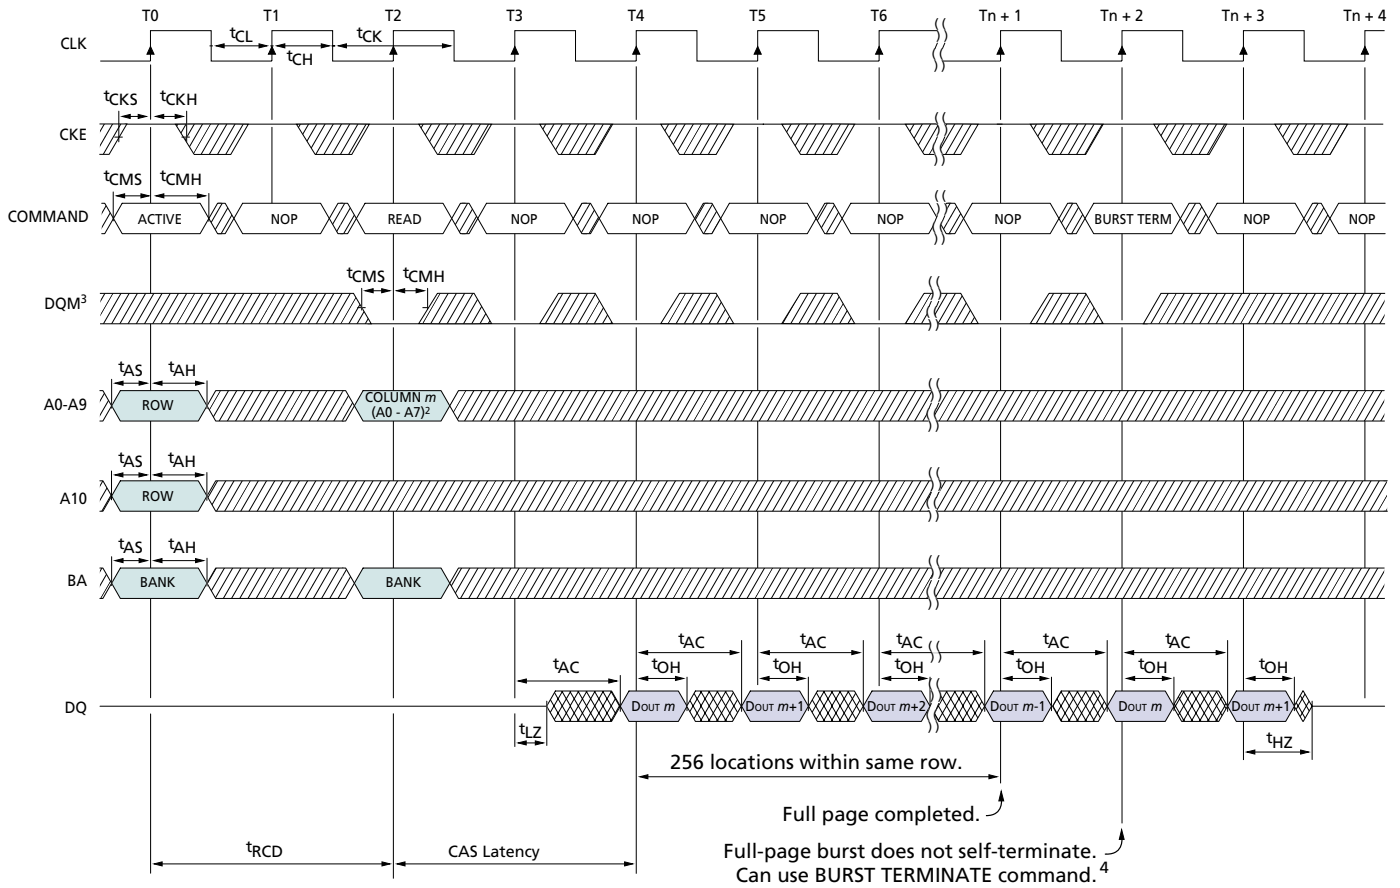 T0 T1 T2 T3 T4 T5 T6 Tn + 1 Tn + 2 Tn + 3 Tn + 4
CLK tCL tCK
tCH
tCKS tCKH
CKE
tCMS tCMH
COMMAND ACTIVE NOP READ NOP NOP NOP NOP NOP BURST TERM NOP NOP
tCMS tCMH
DQM3
tAS tAH
A0-A9 ROW COLUMN m
(A0 - A7)2
tAS tAH
A10 ROW
tAS tAH
BA BANK BANK
tAC tAC tAC tAC tAC
tAC tOH tOH tOH tOH tOH tOH
DQ DOUT m DOUT m+1 DOUT m+2 DOUT m-1 DOUT m DOUT m+1
tLZ tHZ
256 locations within same row.
Full page completed.
tRCD CAS Latency
Full-page burst does not self-terminate.
Can use BURST TERMINATE command.4